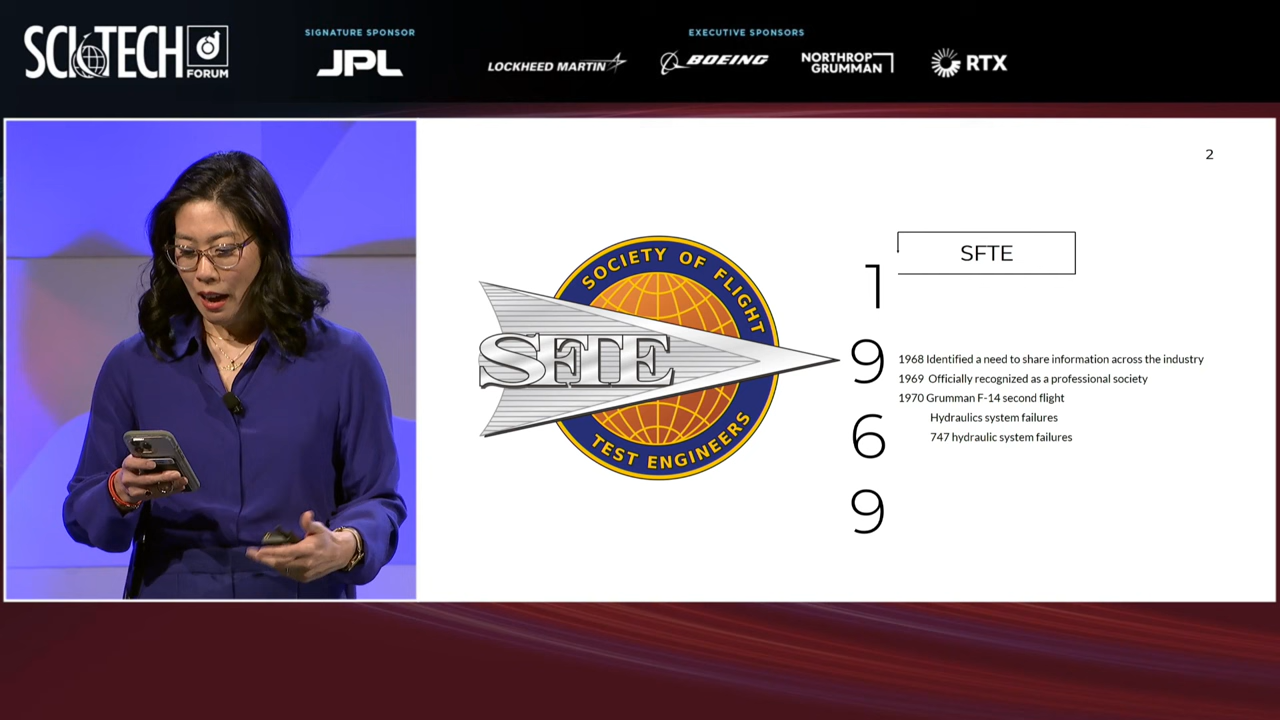 SCITECH
FORUM
SIGNATURE SPONSOR
JPL
EXECUTIVE SPONSORS
LOCKHEED MARTIN
BOEING
NORTHROP
GRUMMAN
RTX
2
SOCIETY OF FLIGHT
SFTE
TEST ENGINEERS
1
9
6
9
SFTE
1968 Identified a need to share information across the industry
1969 Officially recognized as a professional society
1970 Grumman F-14 second flight
Hydraulics system failures
747 hydraulic system failures